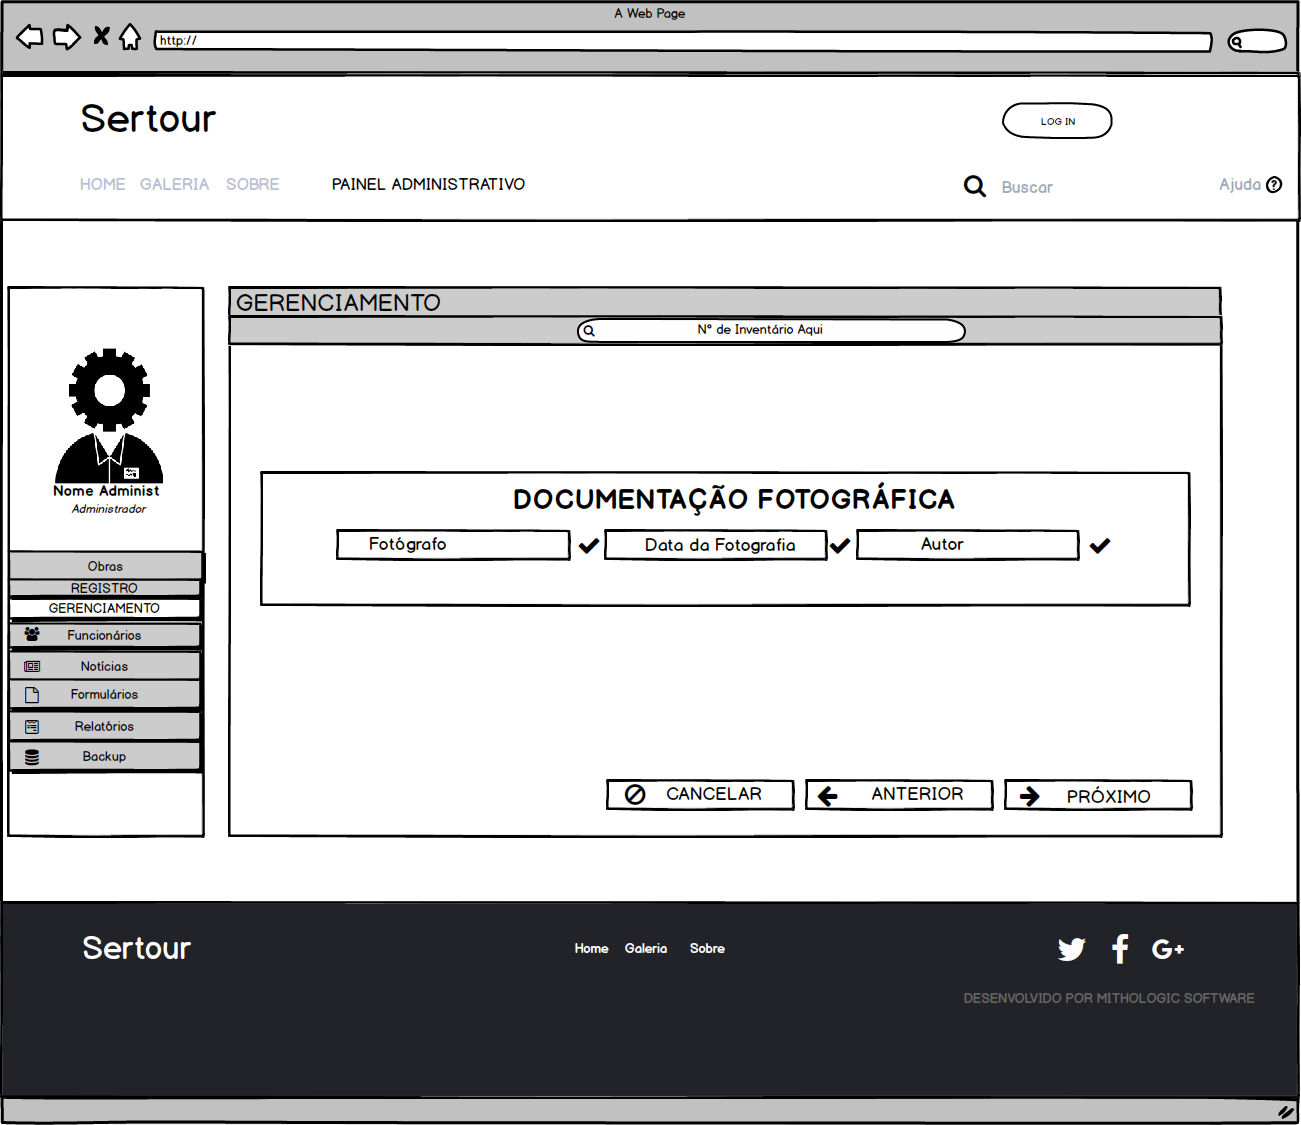 A Web Page
http://
Sertour
LOG IN
HOME GALERIA SOBRE PAINEL ADMINISTRATIVO
Buscar
Ajuda
GERENCIAMENTO
N° de Inventário Aqui
Nome Administ
Administrador
Obras
REGISTRO
GERENCIAMENTO
Funcionários
Notícias
Formulários
Relatórios
Backup
DOCUMENTAÇÃO FOTOGRÁFICA
Fotógrafo
Data da Fotografia
Autor
CANCELAR
ANTERIOR
PRÓXIMO
Sertour
Home Galeria Sobre
DESENVOLVIDO POR MITHOLOGIC SOFTWARE